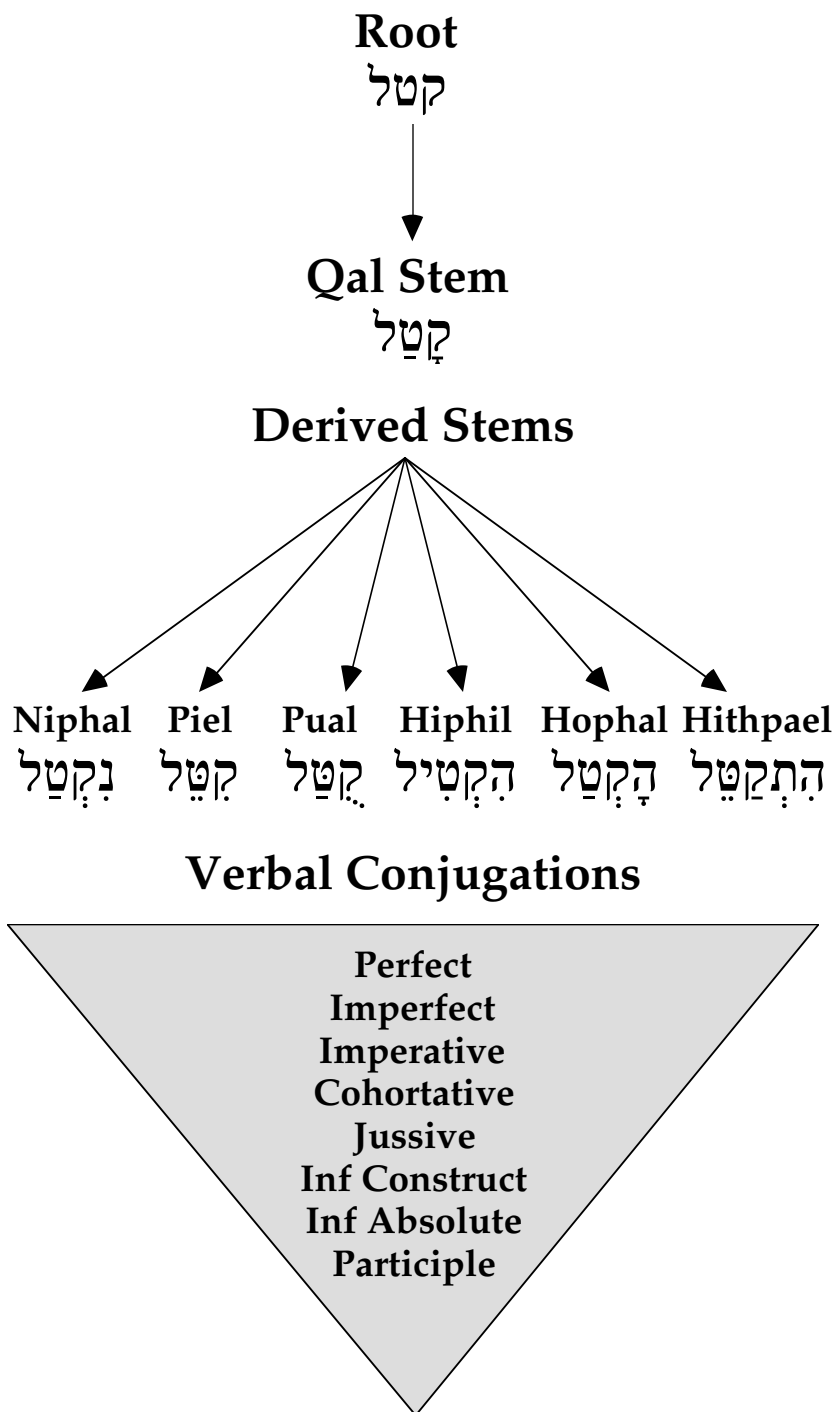 Root
קטל
Qal Stem
קָטַל
Derived Stems
Niphal Piel Pual Hiphil Hophal Hithpael
נִקְטַל קִטֵּל קֻטַּל הִקְטִיל הָקְטַל הִתְקַטֵּל
Verbal Conjugations
Perfect
Imperfect
Imperative
Cohortative
Jussive
Inf Construct
Inf Absolute
Participle